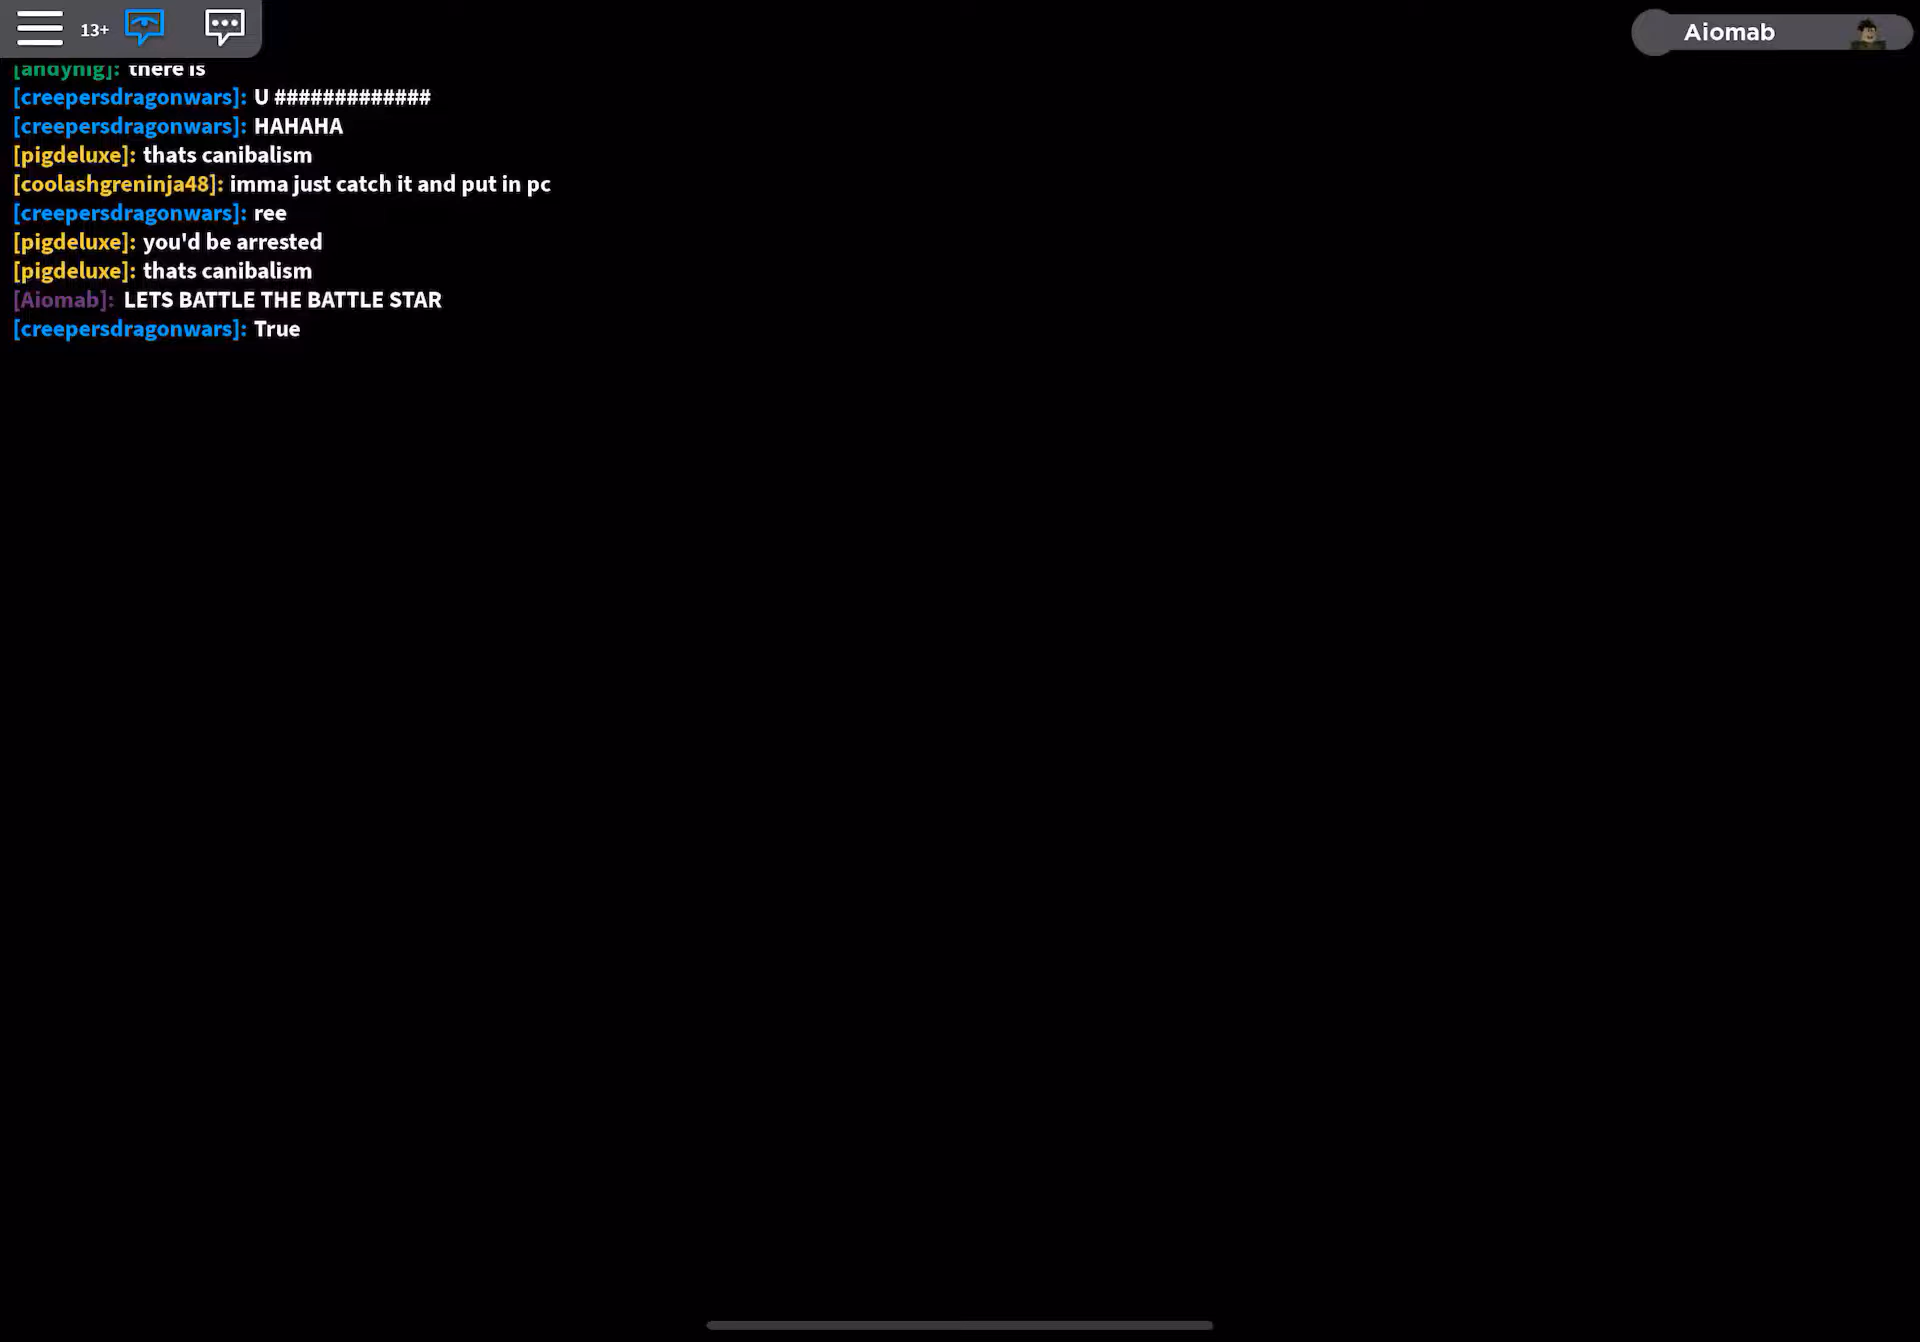 13+
Aiomab
[andynig]: there is
[creepersdragonwars]: U #############
[creepersdragonwars]: HAHAHA
[pigdeluxe]: thats canibalism
[coolashgreninja48]: imma just catch it and put in pc
[creepersdragonwars]: ree
[pigdeluxe]: you'd be arrested
[pigdeluxe]: thats canibalism
[Aiomab]: LETS BATTLE THE BATTLE STAR
[creepersdragonwars]: True